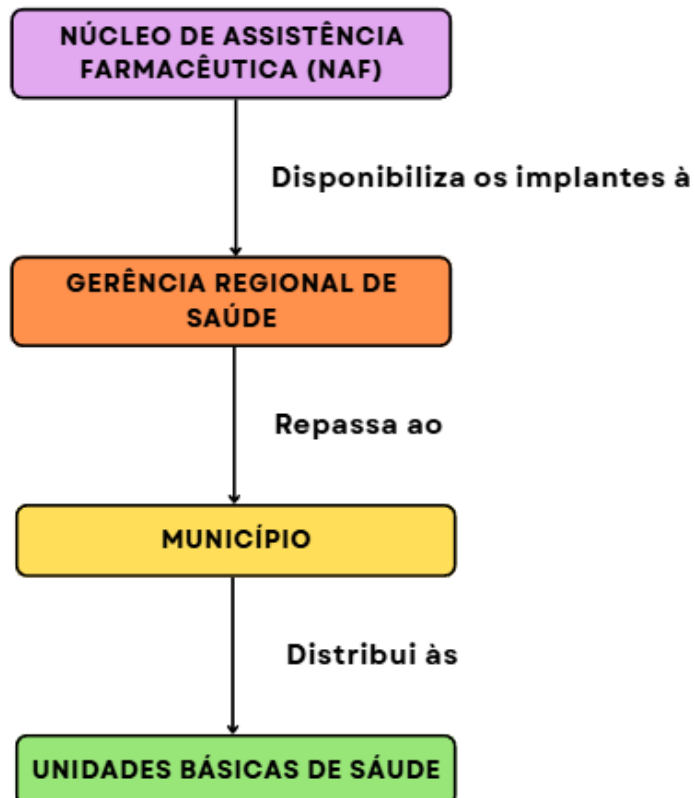 NÚCLEO DE ASSISTÊNCIA
FARMACÊUTICA (NAF)
Disponibiliza os implantes à
GERÊNCIA REGIONAL DE
SAÚDE
Repassa ao
MUNICÍPIO
Distribui às
UNIDADES BÁSICAS DE SÁUDE